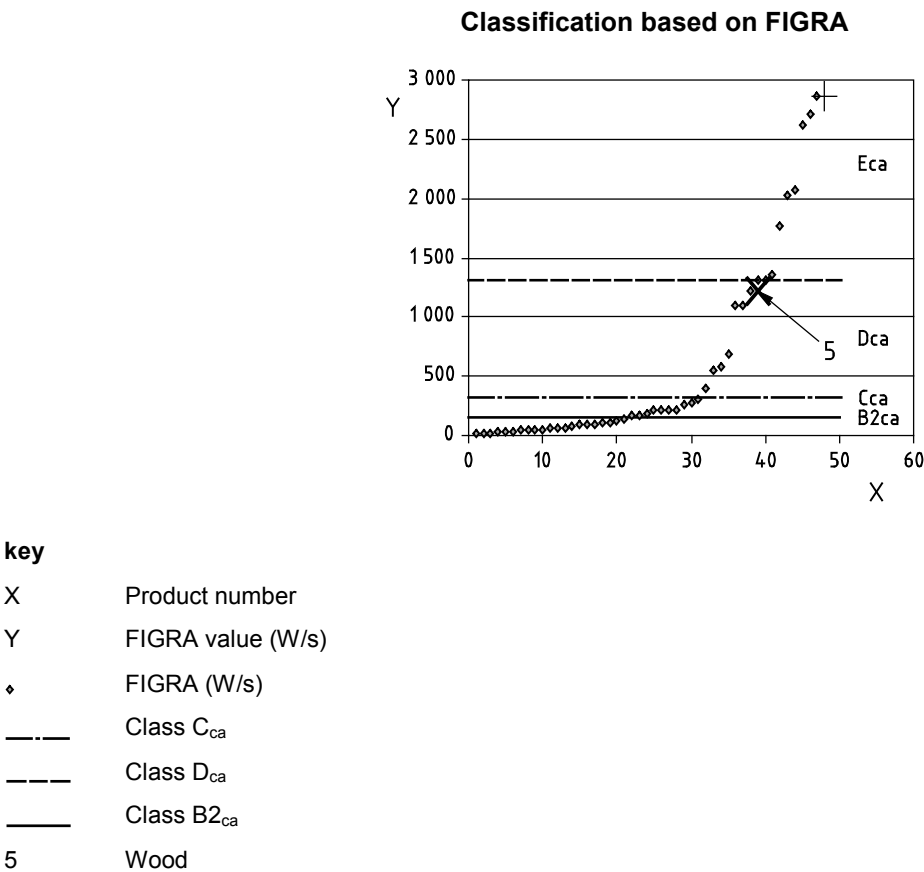 Classification based on FIGRA
3 000
Y
2 500
Eca
2 000
1 500
1 000
5
Dca
500
Cca
B2ca
0
0 10 20 30 40 50 60
X
key
X Product number
Y FIGRA value (W/s)
FIGRA (W/s)
Class Cca
Class Dca
Class B2ca
5 Wood